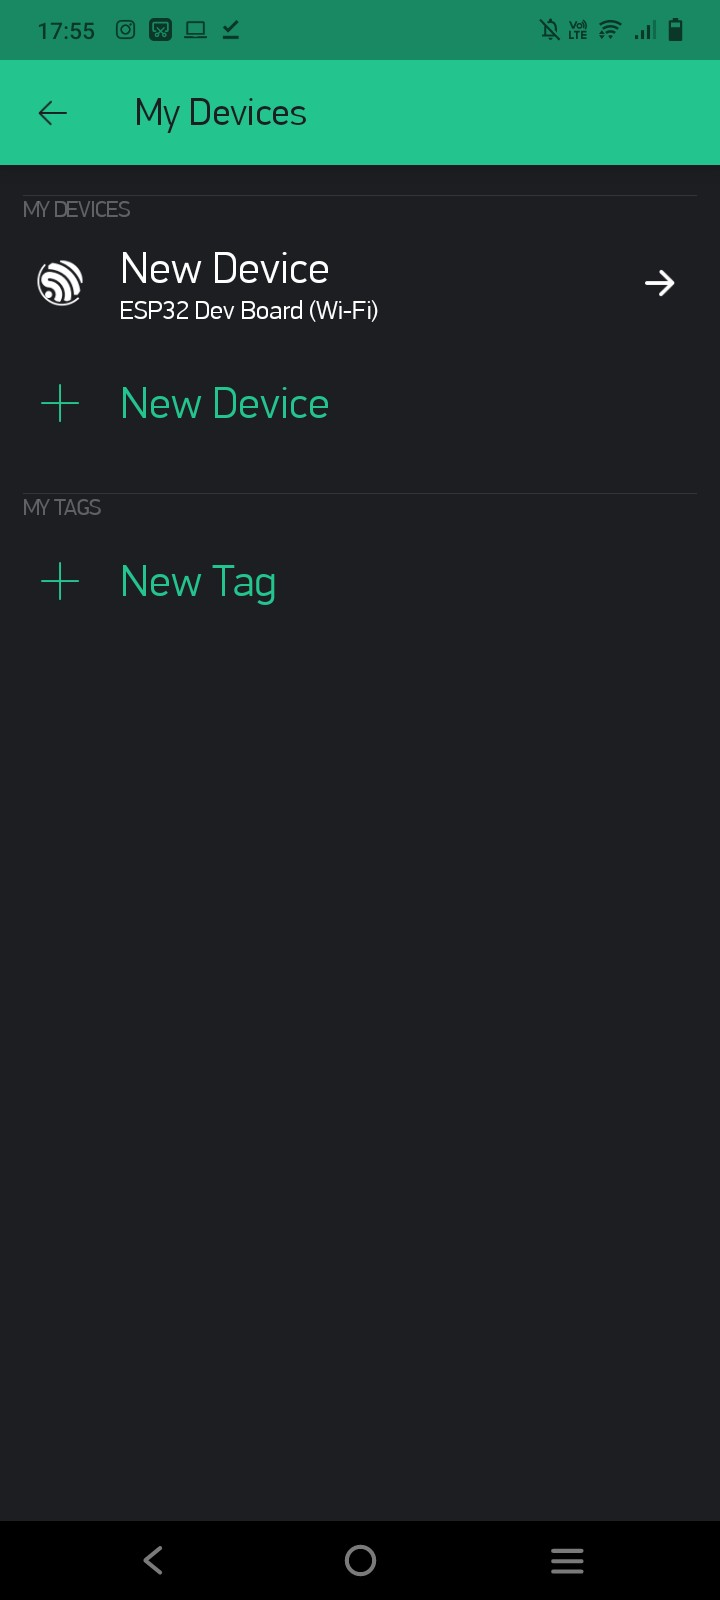 17:55
Vo) LTE
My Devices
MY DEVICES
New Device
ESP32 Dev Board (Wi-Fi)
New Device
MY TAGS
New Tag